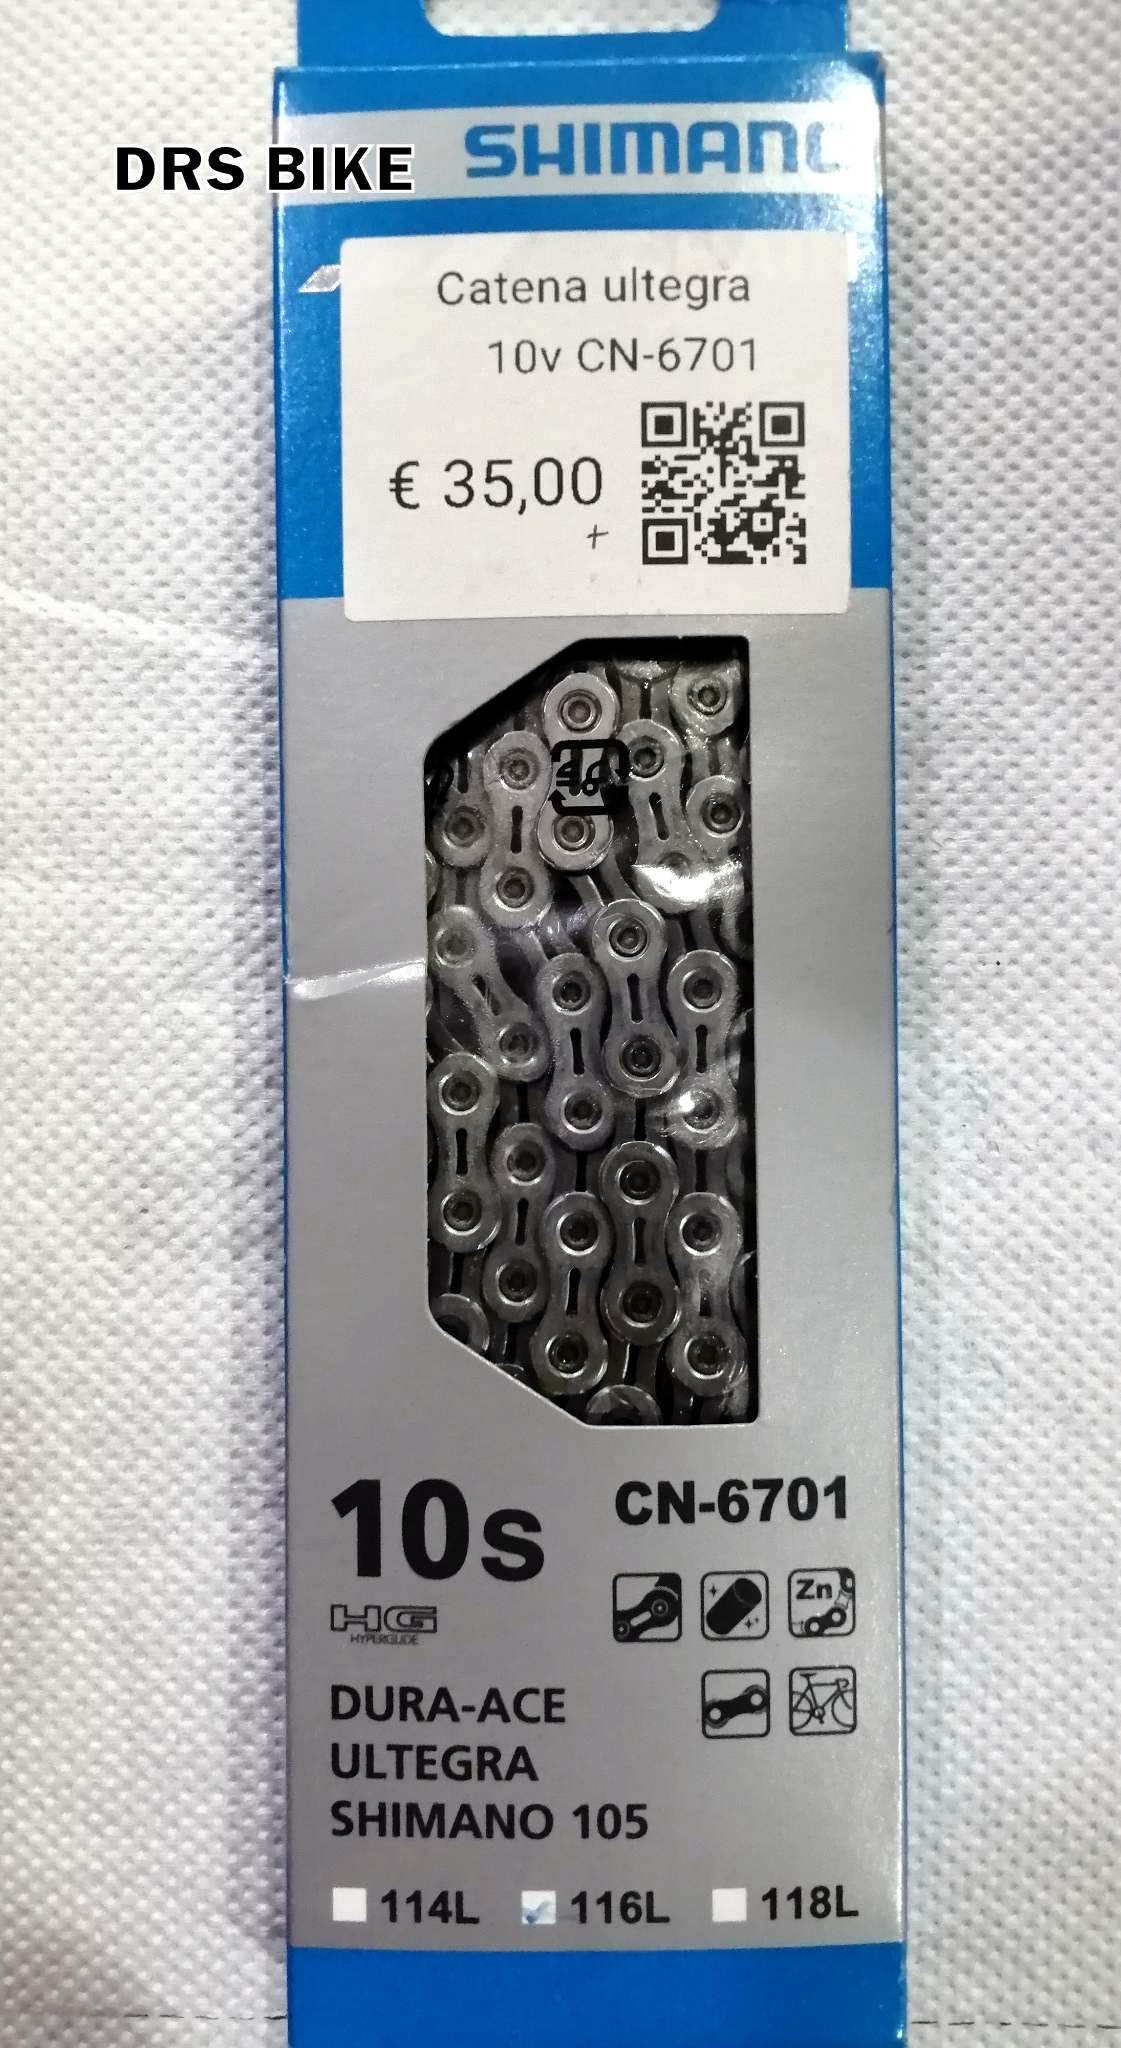 SHIMANO
DRS BIKE
Catena ultegra
10v CN-6701
€ 35,00
+
10s
CN-6701
Zn
HG
HYPERGLIDE
DURA-ACE
ULTEGRA
SHIMANO 105
114L 116L 118L